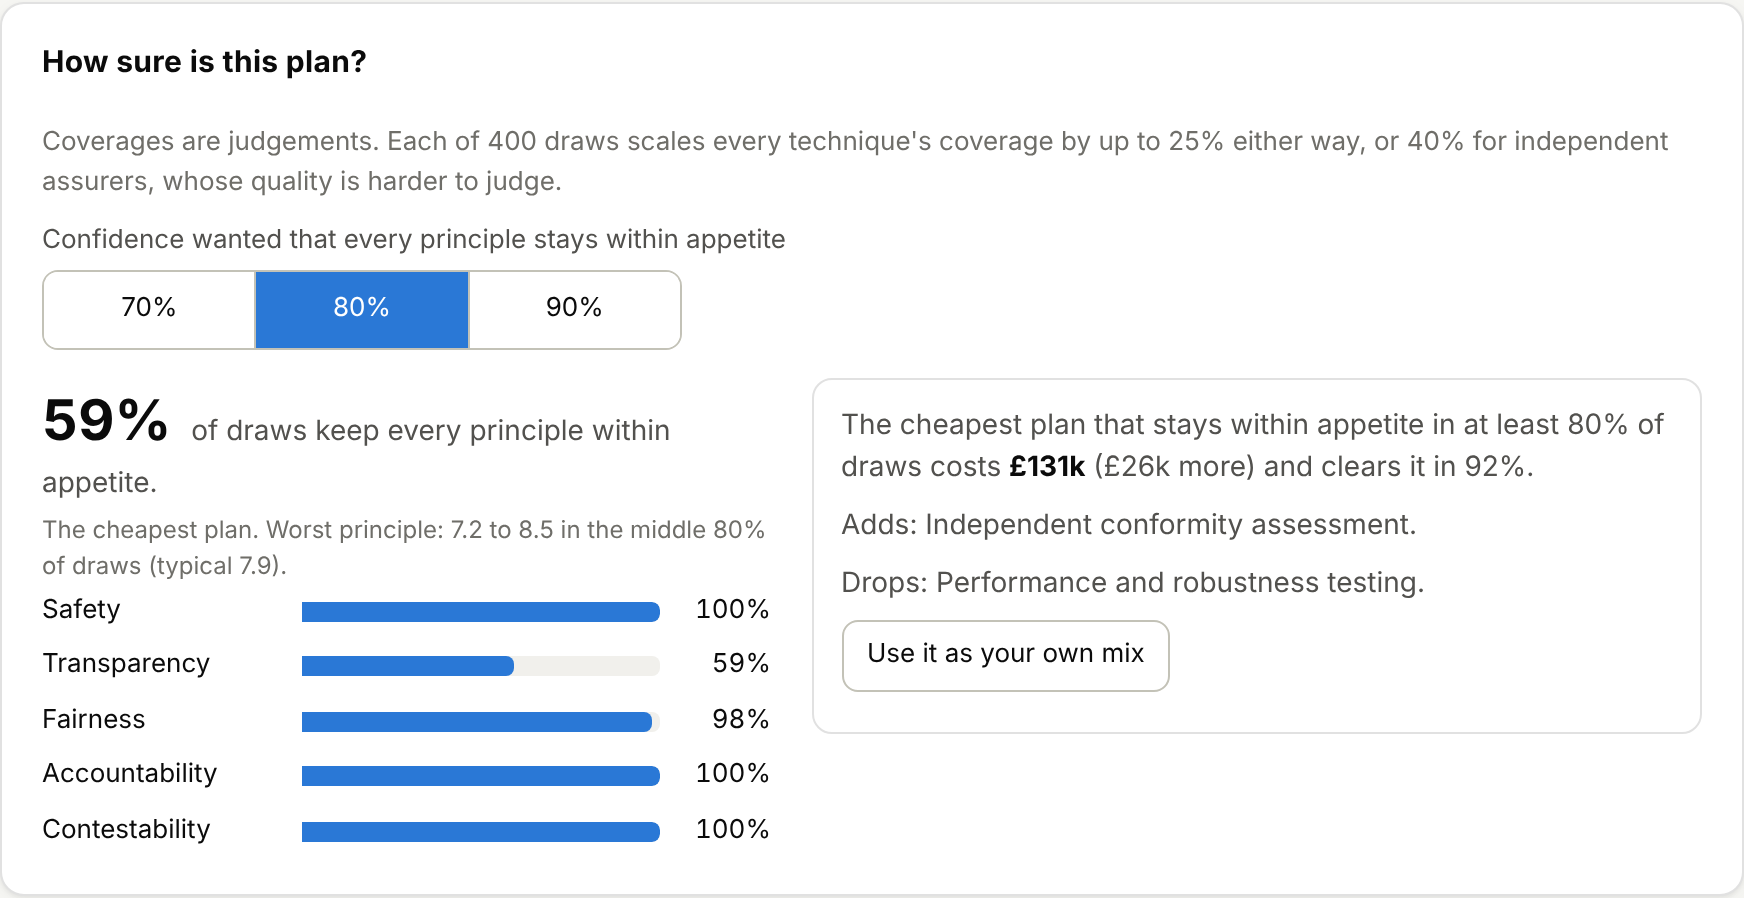 How sure is this plan?
Coverages are judgements. Each of 400 draws scales every technique's coverage by up to 25% either way, or 40% for independent
assurers, whose quality is harder to judge.
Confidence wanted that every principle stays within appetite
70% 80% 90%
59% of draws keep every principle within
appetite.
The cheapest plan. Worst principle: 7.2 to 8.5 in the middle 80%
of draws (typical 7.9).
Safety 100%
Transparency 59%
Fairness 98%
Accountability 100%
Contestability 100%
The cheapest plan that stays within appetite in at least 80% of
draws costs £131k (£26k more) and clears it in 92%.
Adds: Independent conformity assessment.
Drops: Performance and robustness testing.
Use it as your own mix